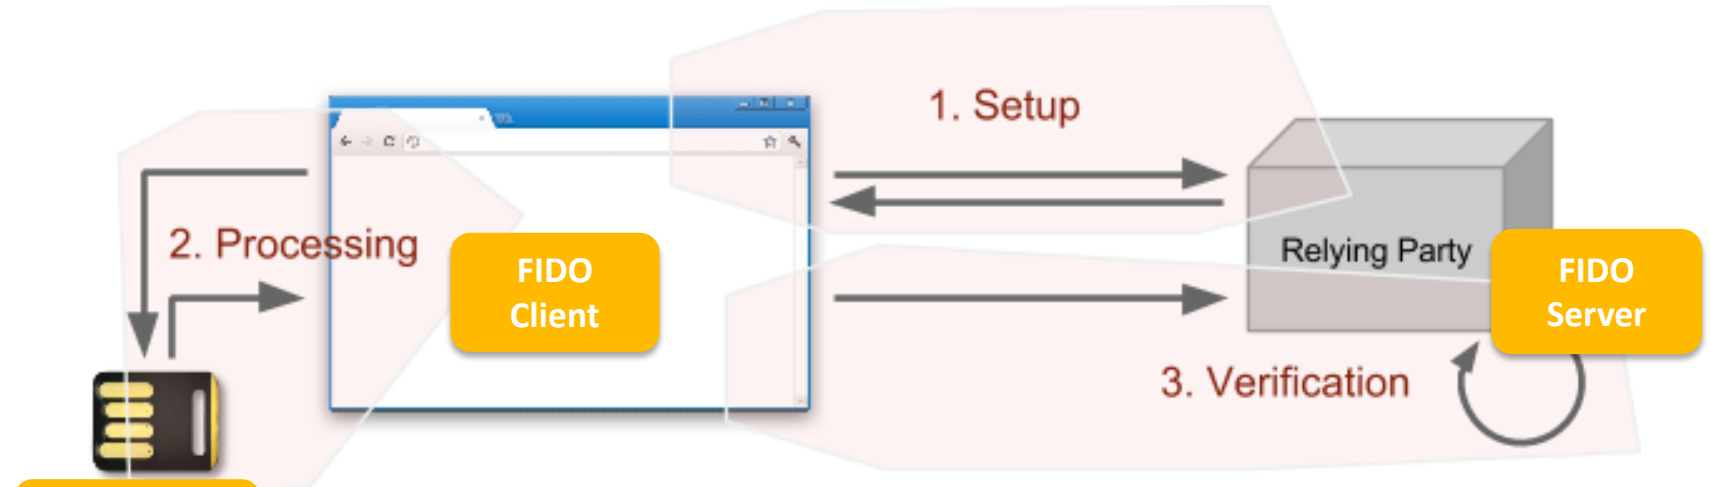 1. Setup
2. Processing
FIDO
Client
Relying Party
FIDO
Server
3. Verification